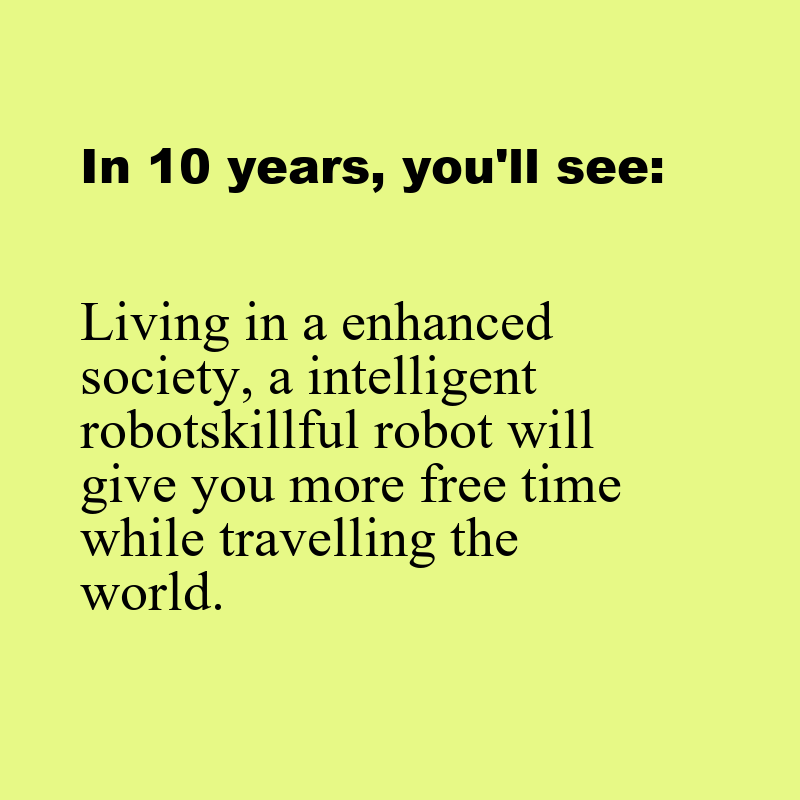 In 10 years, you'll see:
Living in a enhanced
society, a intelligent
robotskillful robot will
give you more free time
while travelling the
world.